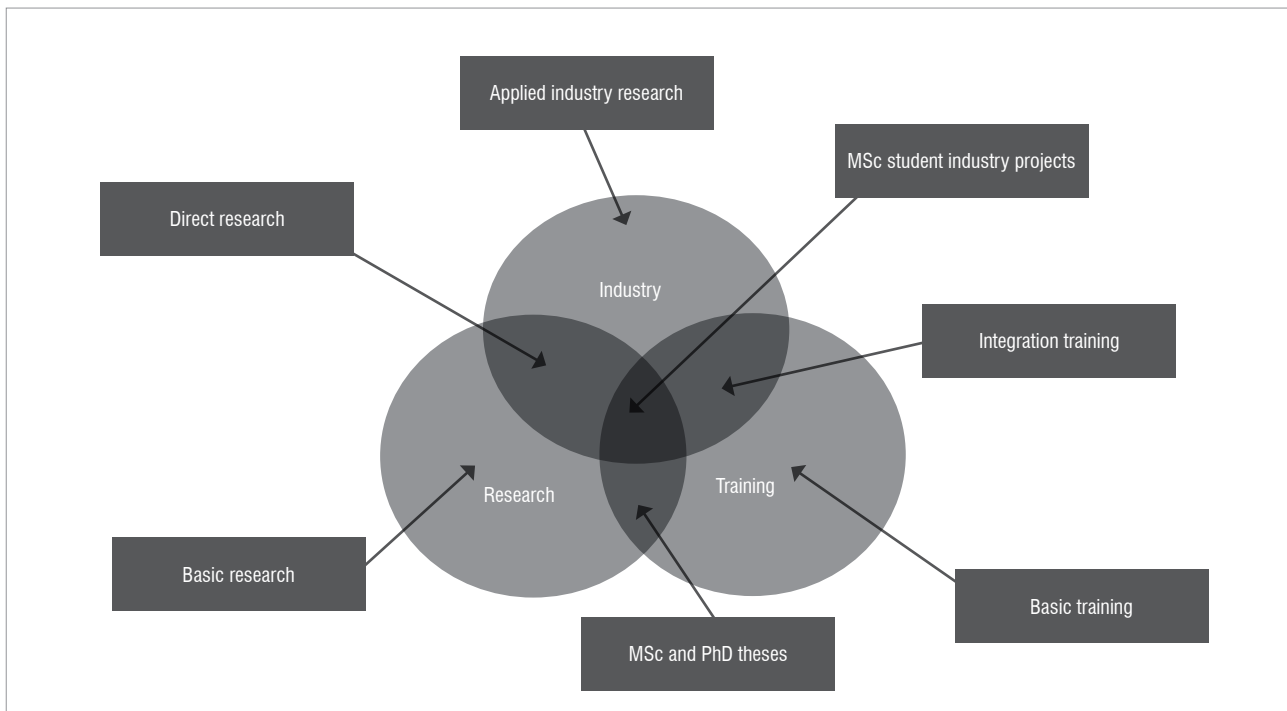 Applied industry research
MSc student industry projects
Direct research
Industry
Integration training
Research
Training
Basic research
Basic training
MSc and PhD theses